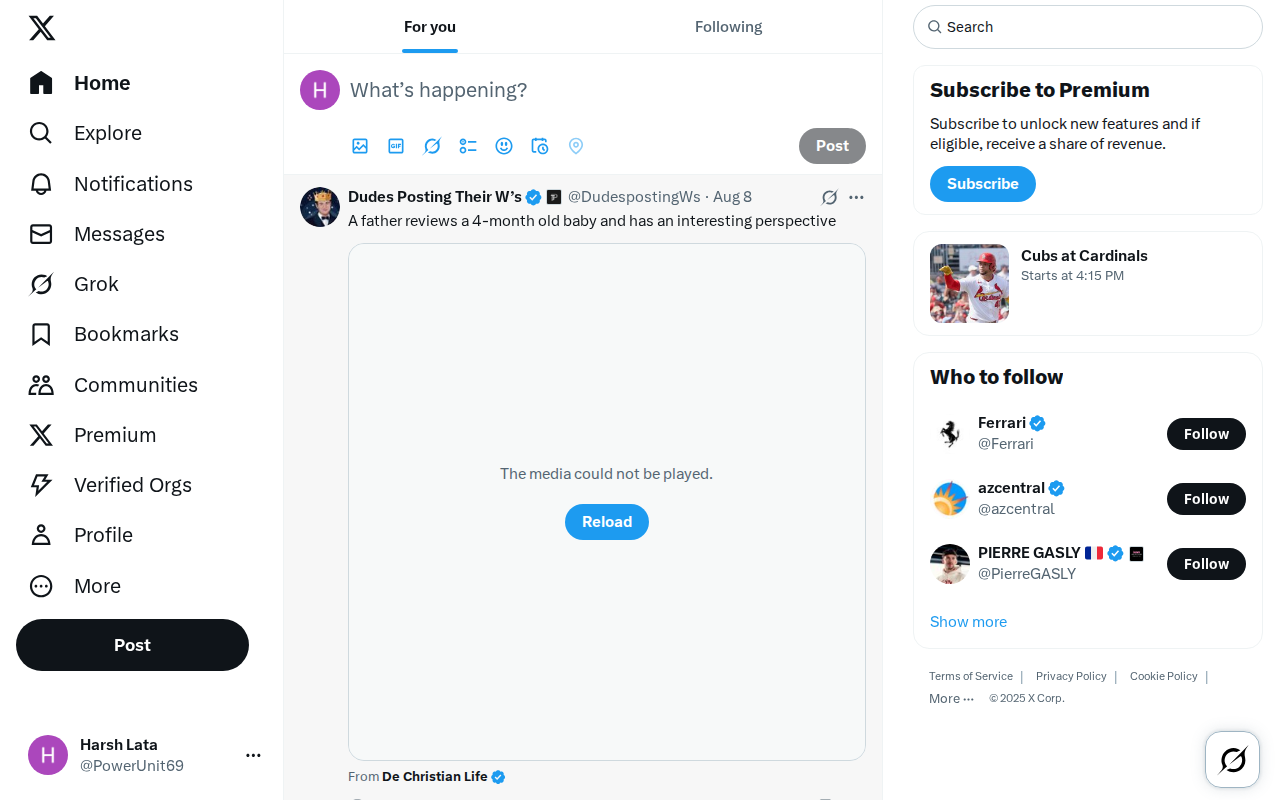 Home
Explore
Notifications
Messages
Grok
Bookmarks
Communities
Premium
Verified Orgs
Profile
More
Post
H
Harsh Lata
@PowerUnit69
For you
Following
H
What's happening?
GIF
Post
Dudes Posting Their W's @DudespostingWs · Aug 8
A father reviews a 4-month old baby and has an interesting perspective
The media could not be played.
Reload
From De Christian Life
Search
Subscribe to Premium
Subscribe to unlock new features and if
eligible, receive a share of revenue.
Subscribe
Cubs at Cardinals
Starts at 4:15 PM
Who to follow
Ferrari
@Ferrari
Follow
azcentral
@azcentral
Follow
PIERRE GASLY
@PierreGASLY
Follow
Show more
Terms of Service | Privacy Policy | Cookie Policy |
More ··· © 2025 X Corp.